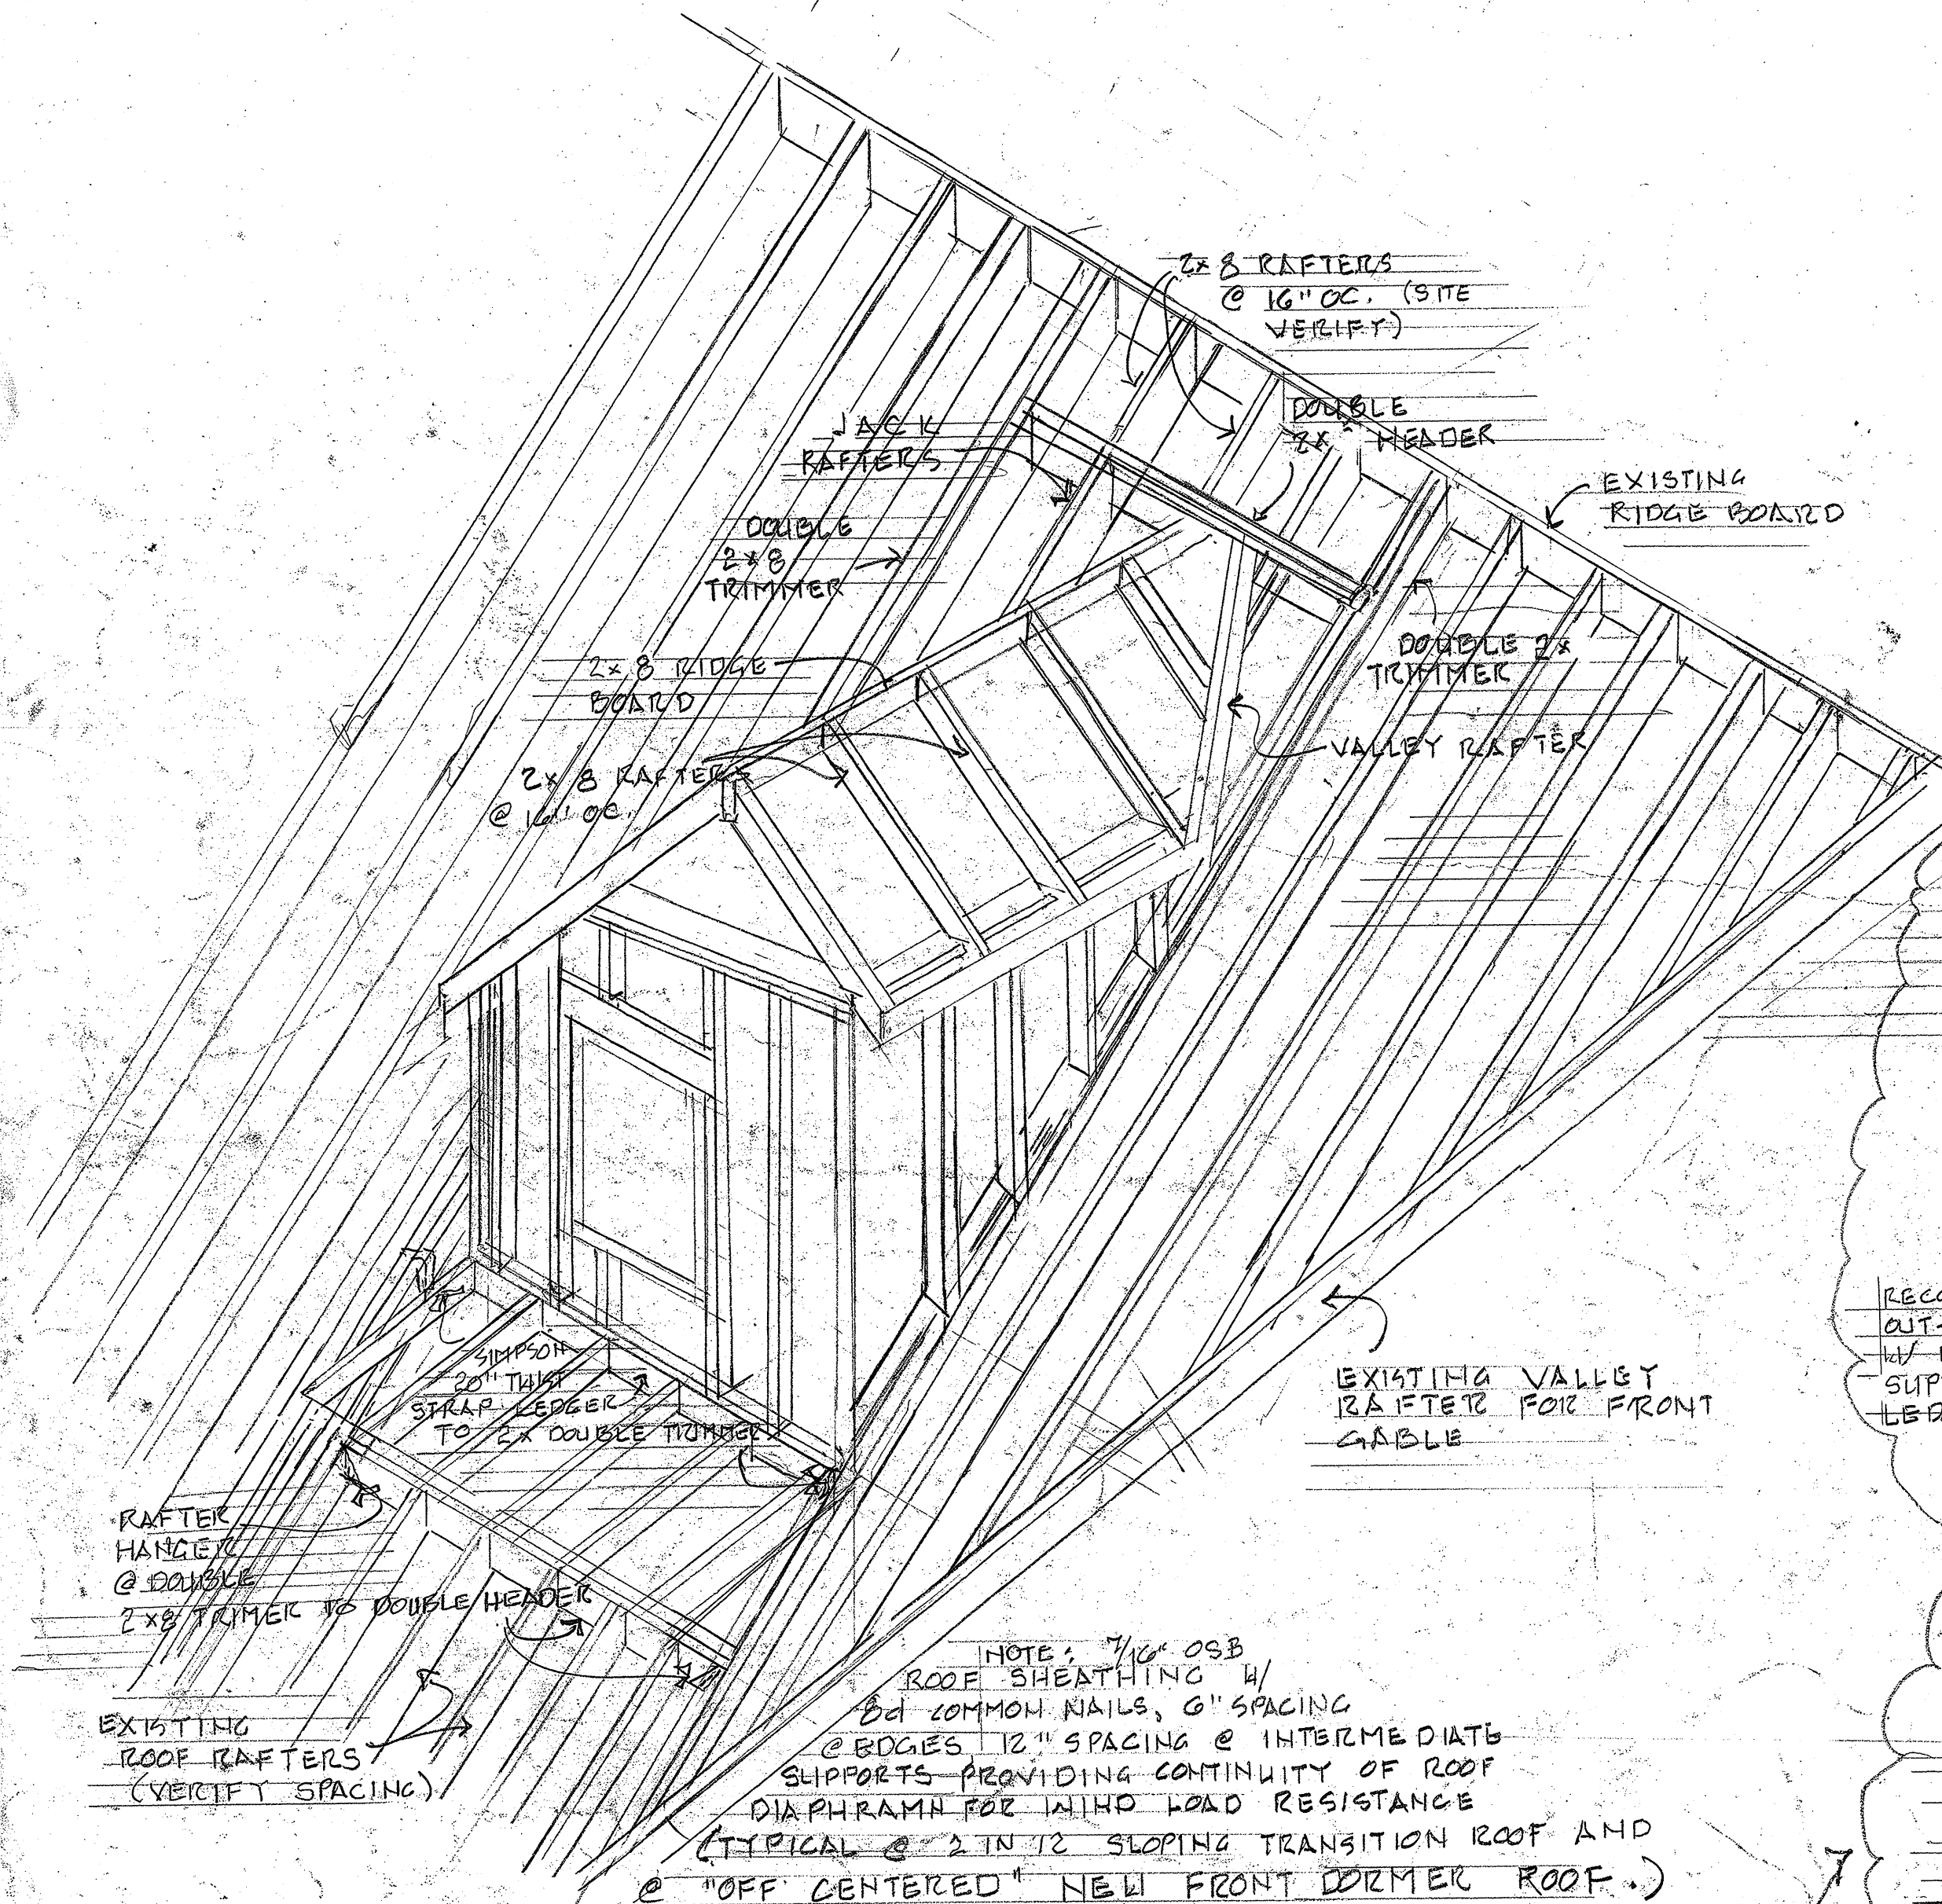 2x 8 RAFTERS
@ 16" OC. (SITE
VERIFY)
DOUBLE
2x HEADER
JACK
RAFTERS
EXISTING
RIDGE BOARD
DOUBLE
2x8
TRIMMER
DOUBLE 2x
TRIMMER
2x 8 RIDGE
BOARD
VALLEY RAFTER
2x 8 RAFTERS
@ 16" OC.
SIMPSON
20" TWIST
STRAP LEDGER
TO 2x DOUBLE TRIMMER
EXISTING VALLEY
RAFTER FOR FRONT
GABLE
RAFTER
HANGER
@ DOUBLE
2x8 TRIMER TO DOUBLE HEADER
EXISTING
ROOF RAFTERS
(VERIFY SPACING)
NOTE: 7/16" OSB
ROOF SHEATHING W/
8d COMMON NAILS, 6" SPACING
@ EDGES 12" SPACING @ INTERMEDIATE
SUPPORTS PROVIDING CONTINUITY OF ROOF
DIAPHRAMN FOR WIND LOAD RESISTANCE
(TYPICAL @ 2 IN 12 SLOPING TRANSITION ROOF AND
@ "OFF CENTERED" NEW FRONT DORMER ROOF.)
RECO
OUT-
SUP
LED
7